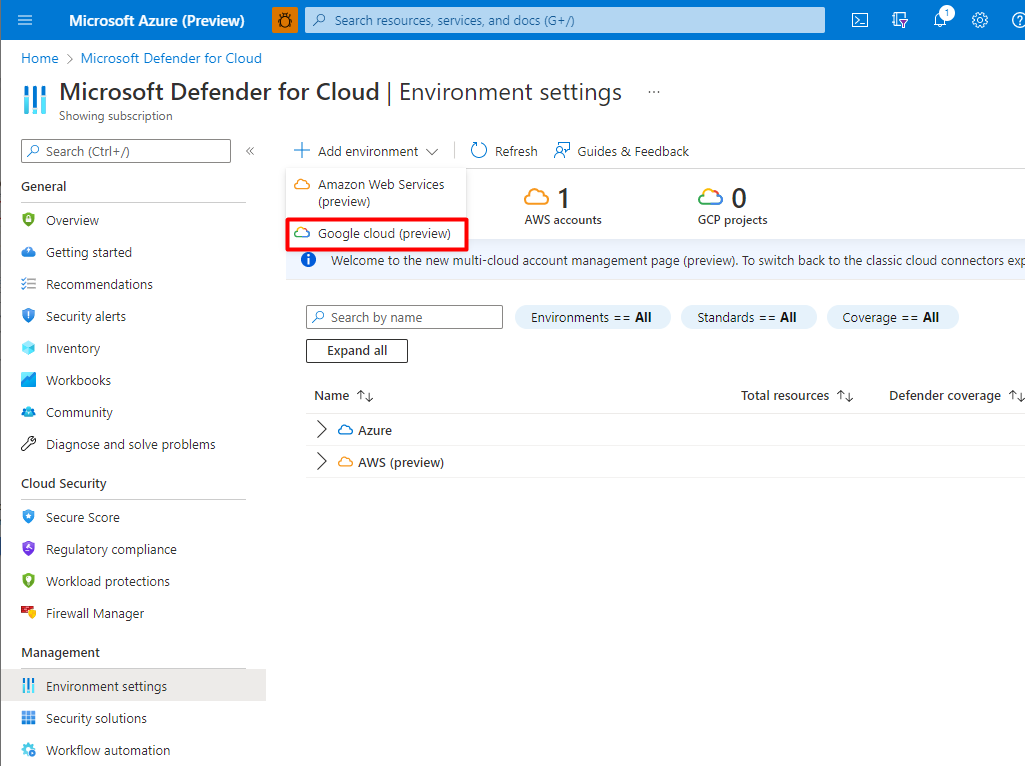 Microsoft Azure (Preview)
Search resources, services, and docs (G+/)
1
Home > Microsoft Defender for Cloud
Microsoft Defender for Cloud | Environment settings ...
Showing subscription
Search (Ctrl+/)
«
General
Overview
Getting started
Recommendations
Security alerts
Inventory
Workbooks
Community
Diagnose and solve problems
Cloud Security
Secure Score
Regulatory compliance
Workload protections
Firewall Manager
Management
Environment settings
Security solutions
Workflow automation
Add environment
Refresh
Guides & Feedback
Amazon Web Services
(preview)
Google cloud (preview)
1
AWS accounts
0
GCP projects
Welcome to the new multi-cloud account management page (preview). To switch back to the classic cloud connectors exp
Search by name
Environments == All
Standards == All
Coverage == All
Expand all
Name ↑↓ Total resources ↑↓ Defender coverage ↑↓
Azure
AWS (preview)